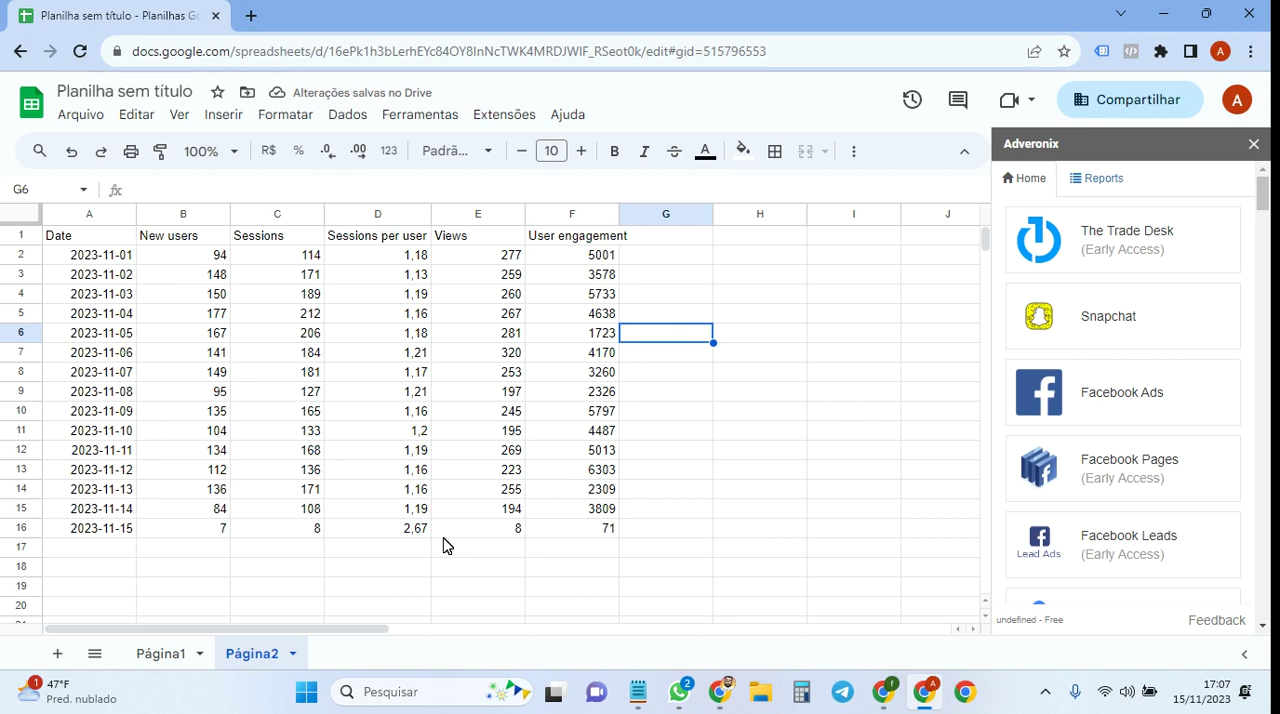 Planilha sem título - Planilhas Go
docs.google.com/spreadsheets/d/16ePk1h3bLerhEYc84OY8InNcTWK4MRDJWIF_RSeot0k/edit#gid=515796553
A
Planilha sem título
Alterações salvas no Drive
Arquivo Editar Ver Inserir Formatar Dados Ferramentas Extensões Ajuda
Compartilhar
A
100% R$ % .0 .00 123 Padrã... 10 B I A
Adveronix
G6
Home Reports
A B C D E F G H I J
1 Date New users Sessions Sessions per user Views User engagement
2 2023-11-01 94 114 1,18 277 5001
3 2023-11-02 148 171 1,13 259 3578
4 2023-11-03 150 189 1,19 260 5733
5 2023-11-04 177 212 1,16 267 4638
6 2023-11-05 167 206 1,18 281 1723
7 2023-11-06 141 184 1,21 320 4170
8 2023-11-07 149 181 1,17 253 3260
9 2023-11-08 95 127 1,21 197 2326
10 2023-11-09 135 165 1,16 245 5797
11 2023-11-10 104 133 1,2 195 4487
12 2023-11-11 134 168 1,19 269 5013
13 2023-11-12 112 136 1,16 223 6303
14 2023-11-13 136 171 1,16 255 2309
15 2023-11-14 84 108 1,19 194 3809
16 2023-11-15 7 8 2,67 8 71
17
18
19
20
The Trade Desk
(Early Access)
Snapchat
Facebook Ads
Facebook Pages
(Early Access)
Lead Ads
Facebook Leads
(Early Access)
undefined - Free Feedback
Página1 Página2
1
47°F
Pred. nublado
Pesquisar
2
f
A
17:07
15/11/2023